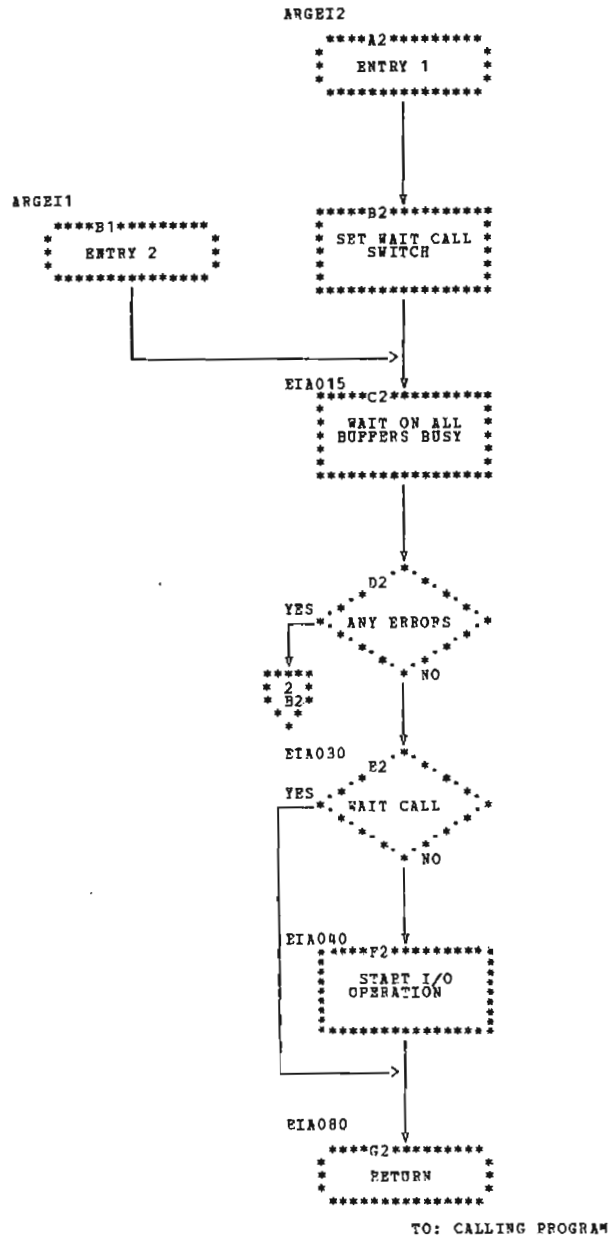 ARGEI2
A2
ENTRY 1
ARGEI1
B1
ENTRY 2
B2
SET WAIT CALL
SWITCH
EIA015
C2
WAIT ON ALL
BUFFERS BUSY
D2
YES
ANY ERRORS
NO
2
B2
EIA030
E2
YES
WAIT CALL
NO
EIA040
F2
START I/O
OPERATION
EIA080
G2
RETURN
TO: CALLING PROGRAM